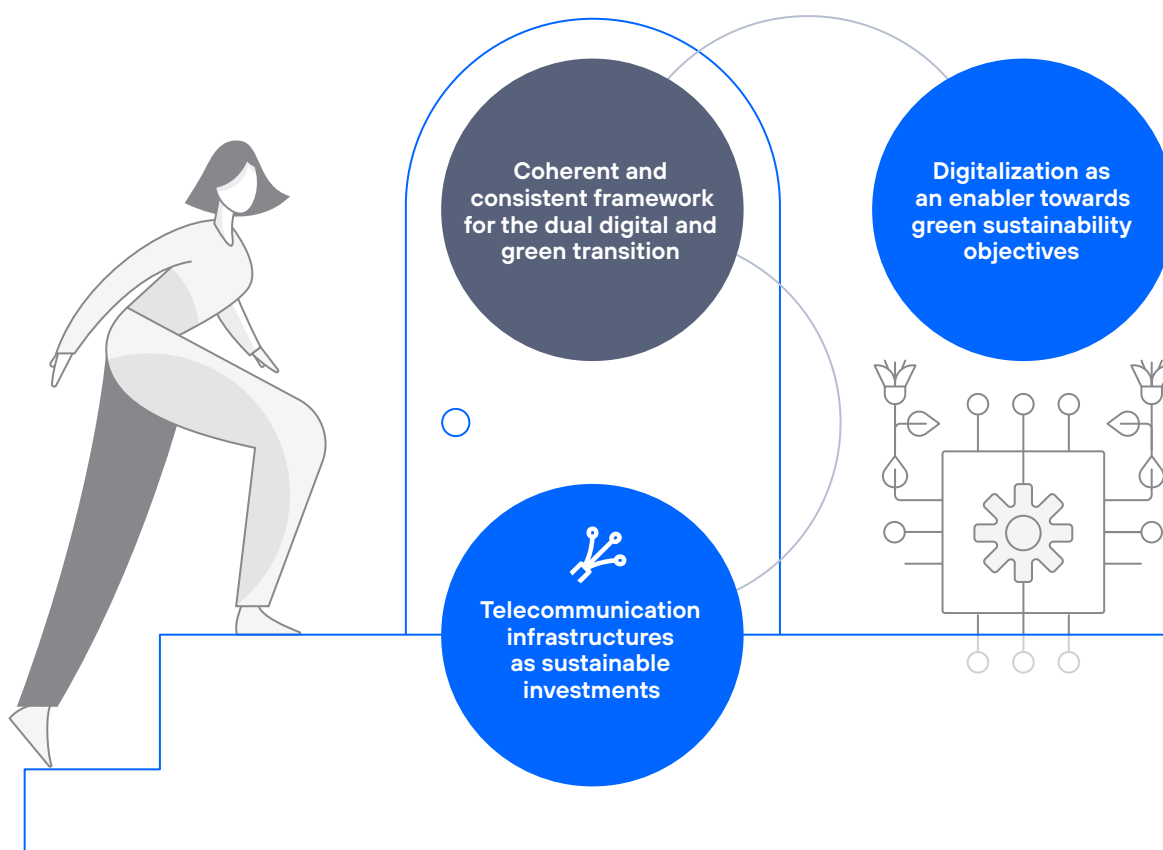 Coherent and
consistent framework
for the dual digital and
green transition
Digitalization as
an enabler towards
green sustainability
objectives
Telecommunication
infrastructures
as sustainable
investments